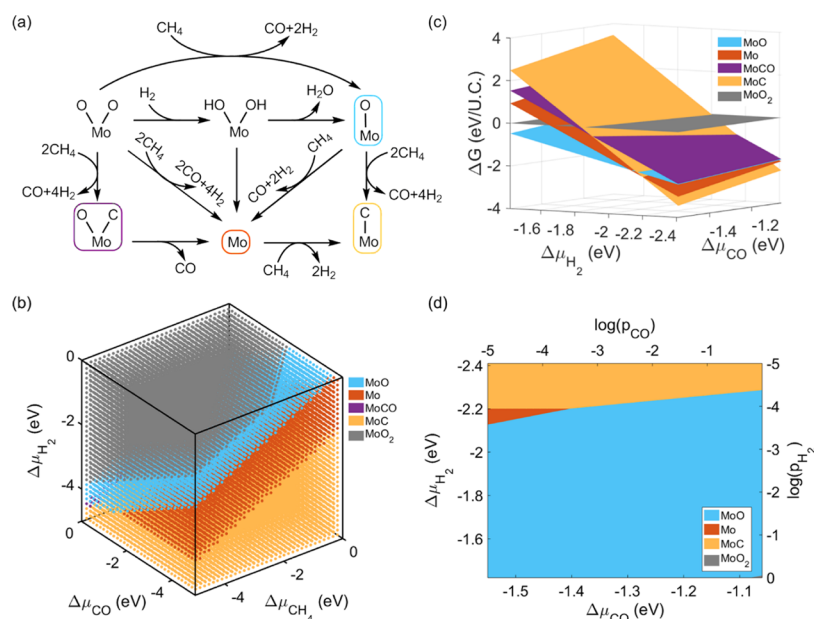 (a)
CH4 CO+2H2
O O
Mo
H2
HO OH
Mo
H2O
O
Mo
2CH4
CO+4H2
2CH4
2CO+4H2
CH4
CO+2H2
2CH4
CO+4H2
O C
Mo
CO
Mo
CH4 2H2
C
Mo
(b)
0
-2
-4
ΔμH2 (eV)
0
-2
-4
ΔμCO (eV)
-4
-2
0
ΔμCH4 (eV)
MoO
Mo
MoCO
MoC
MoO2
(c)
4
2
0
-2
-4
ΔG (eV/U.C.)
-1.6 -1.8 -2 -2.2 -2.4
ΔμH2 (eV)
-1.4 -1.2
ΔμCO (eV)
MoO
Mo
MoCO
MoC
MoO2
(d)
log(pCO)
-5 -4 -3 -2 -1
-2.4
-2.2
-2
-1.8
-1.6
ΔμH2 (eV)
-5
-4
-3
-2
-1
0
log(pH2)
MoO
Mo
MoC
MoO2
-1.5 -1.4 -1.3 -1.2 -1.1
ΔμCO (eV)